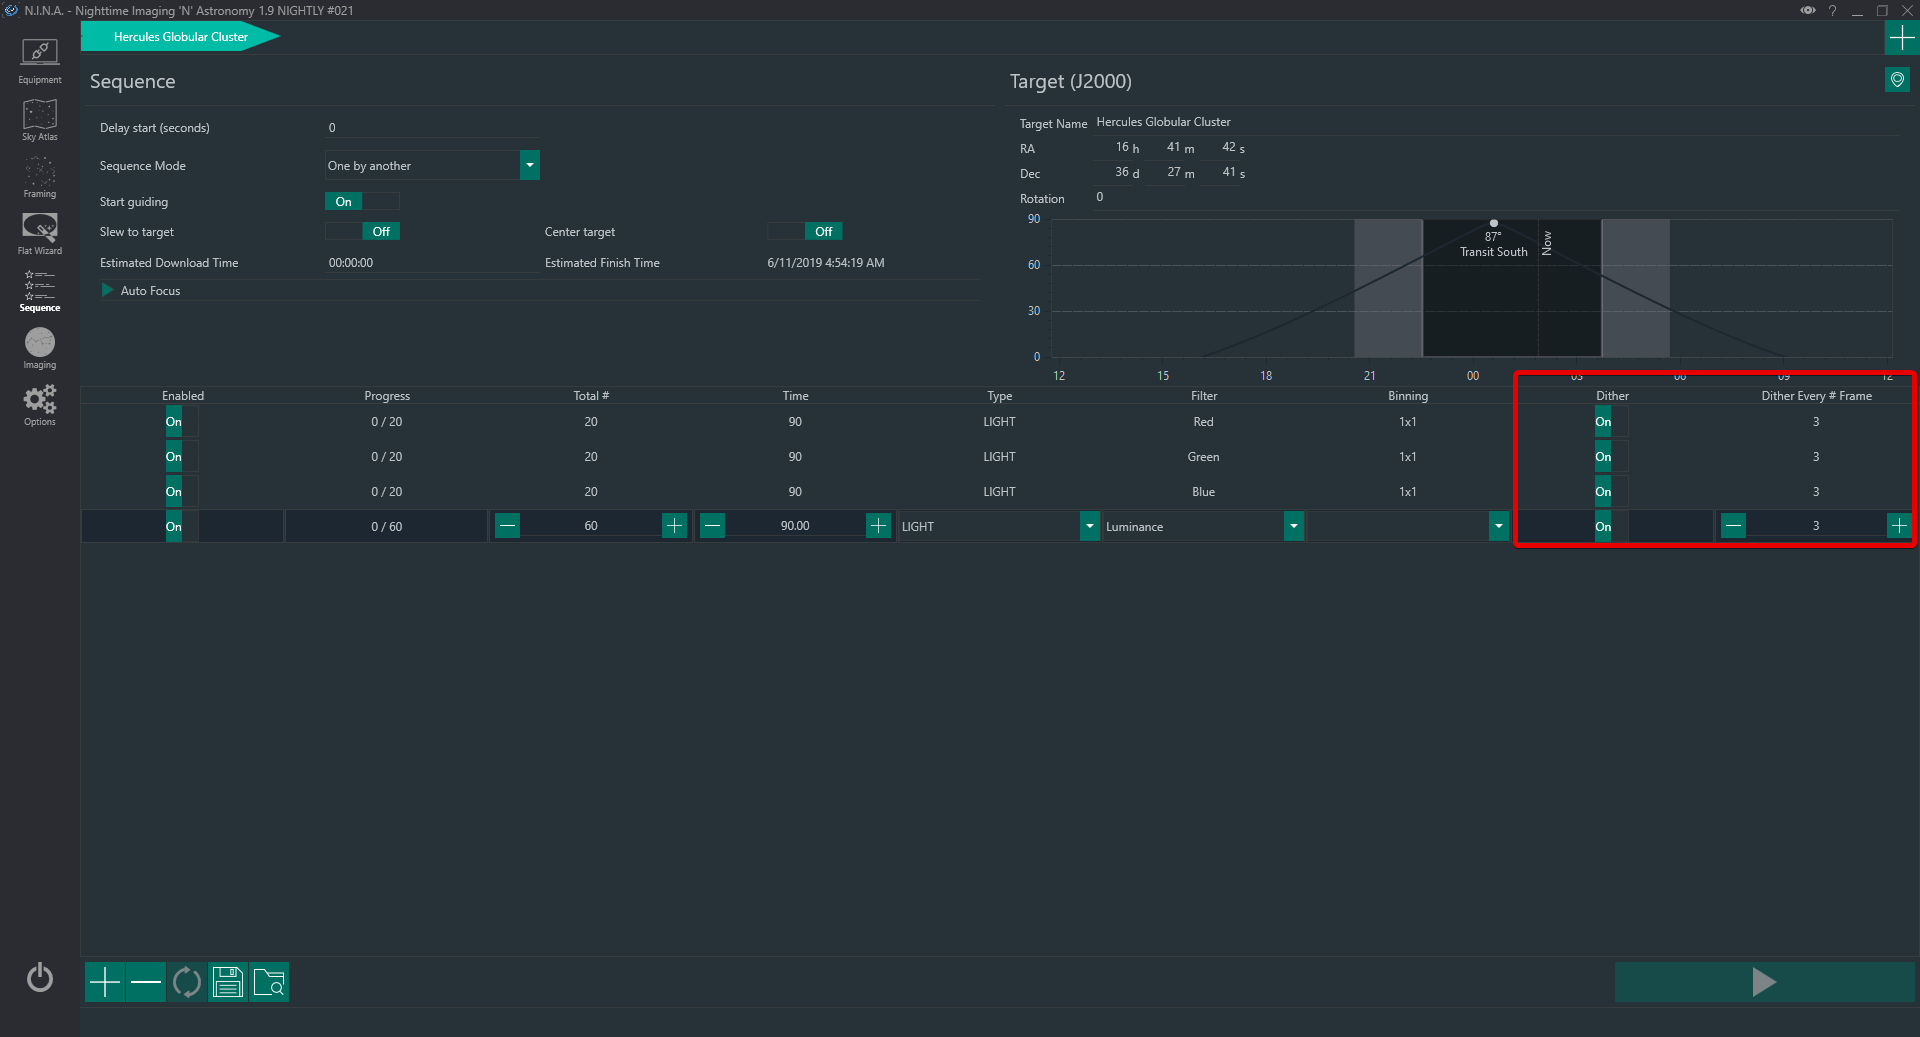 N.I.N.A. - Nighttime Imaging 'N' Astronomy 1.9 NIGHTLY #021
?
Hercules Globular Cluster
Equipment
Sky Atlas
Framing
Flat Wizard
Sequence
Imaging
Options
Sequence
Delay start (seconds) 0
Sequence Mode One by another
Start guiding On
Slew to target Off Center target Off
Estimated Download Time 00:00:00 Estimated Finish Time 6/11/2019 4:54:19 AM
Auto Focus
Target (J2000)
Target Name Hercules Globular Cluster
RA 16 h 41 m 42 s
Dec 36 d 27 m 41 s
Rotation 0
90
60
30
0
87°
Transit South
Now
12 15 18 21 00 03 06 09 12
Enabled Progress Total # Time Type Filter Binning Dither Dither Every # Frame
On 0 / 20 20 90 LIGHT Red 1x1 On 3
On 0 / 20 20 90 LIGHT Green 1x1 On 3
On 0 / 20 20 90 LIGHT Blue 1x1 On 3
On 0 / 60 60 90.00 LIGHT Luminance On 3